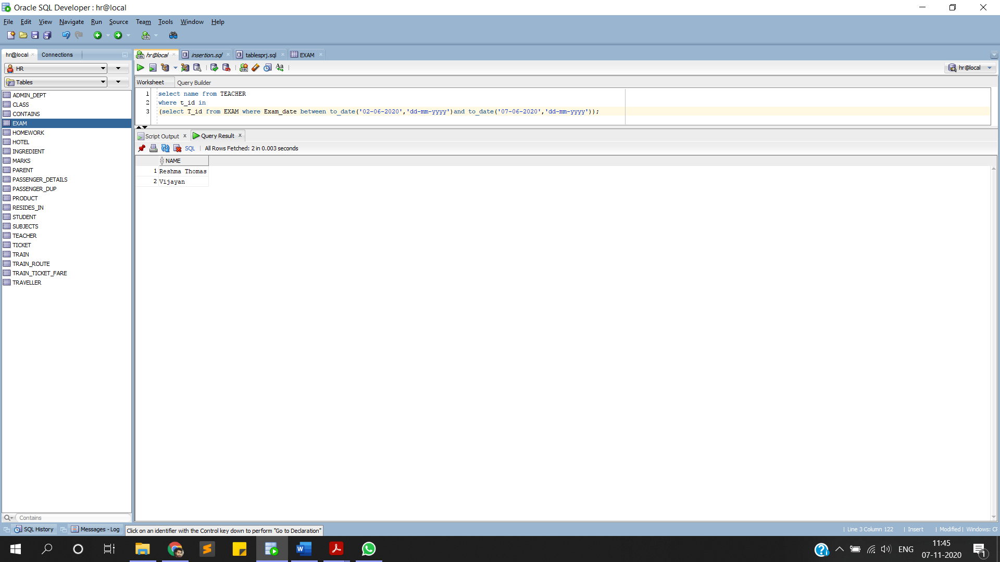 Oracle SQL Developer : hr@local
File Edit View Navigate Run Source Team Tools Window Help
hr@local Connections
hr@local insertion.sql tablesprj.sql EXAM
HR
hr@local
Tables
Worksheet Query Builder
ADMIN_DEPT
CLASS
CONTAINS
EXAM
HOMEWORK
HOTEL
INGREDIENT
MARKS
PARENT
PASSENGER_DETAILS
PASSENGER_DUP
PRODUCT
RESIDES_IN
STUDENT
SUBJECTS
TEACHER
TICKET
TRAIN
TRAIN_ROUTE
TRAIN_TICKET_FARE
TRAVELLER
Contains
1 select name from TEACHER
2 where t_id in
3 (select T_id from EXAM where Exam_date between to_date('02-06-2020','dd-mm-yyyy')and to_date('07-06-2020','dd-mm-yyyy'));
Script Output Query Result
SQL All Rows Fetched: 2 in 0.003 seconds
NAME
1 Reshma Thomas
2 Vijayan
SQL History Messages - Log Click on an identifier with the Control key down to perform "Go to Declaration"
Line 3 Column 122 Insert Modified Windows: CF
ENG
11:45
07-11-2020
1